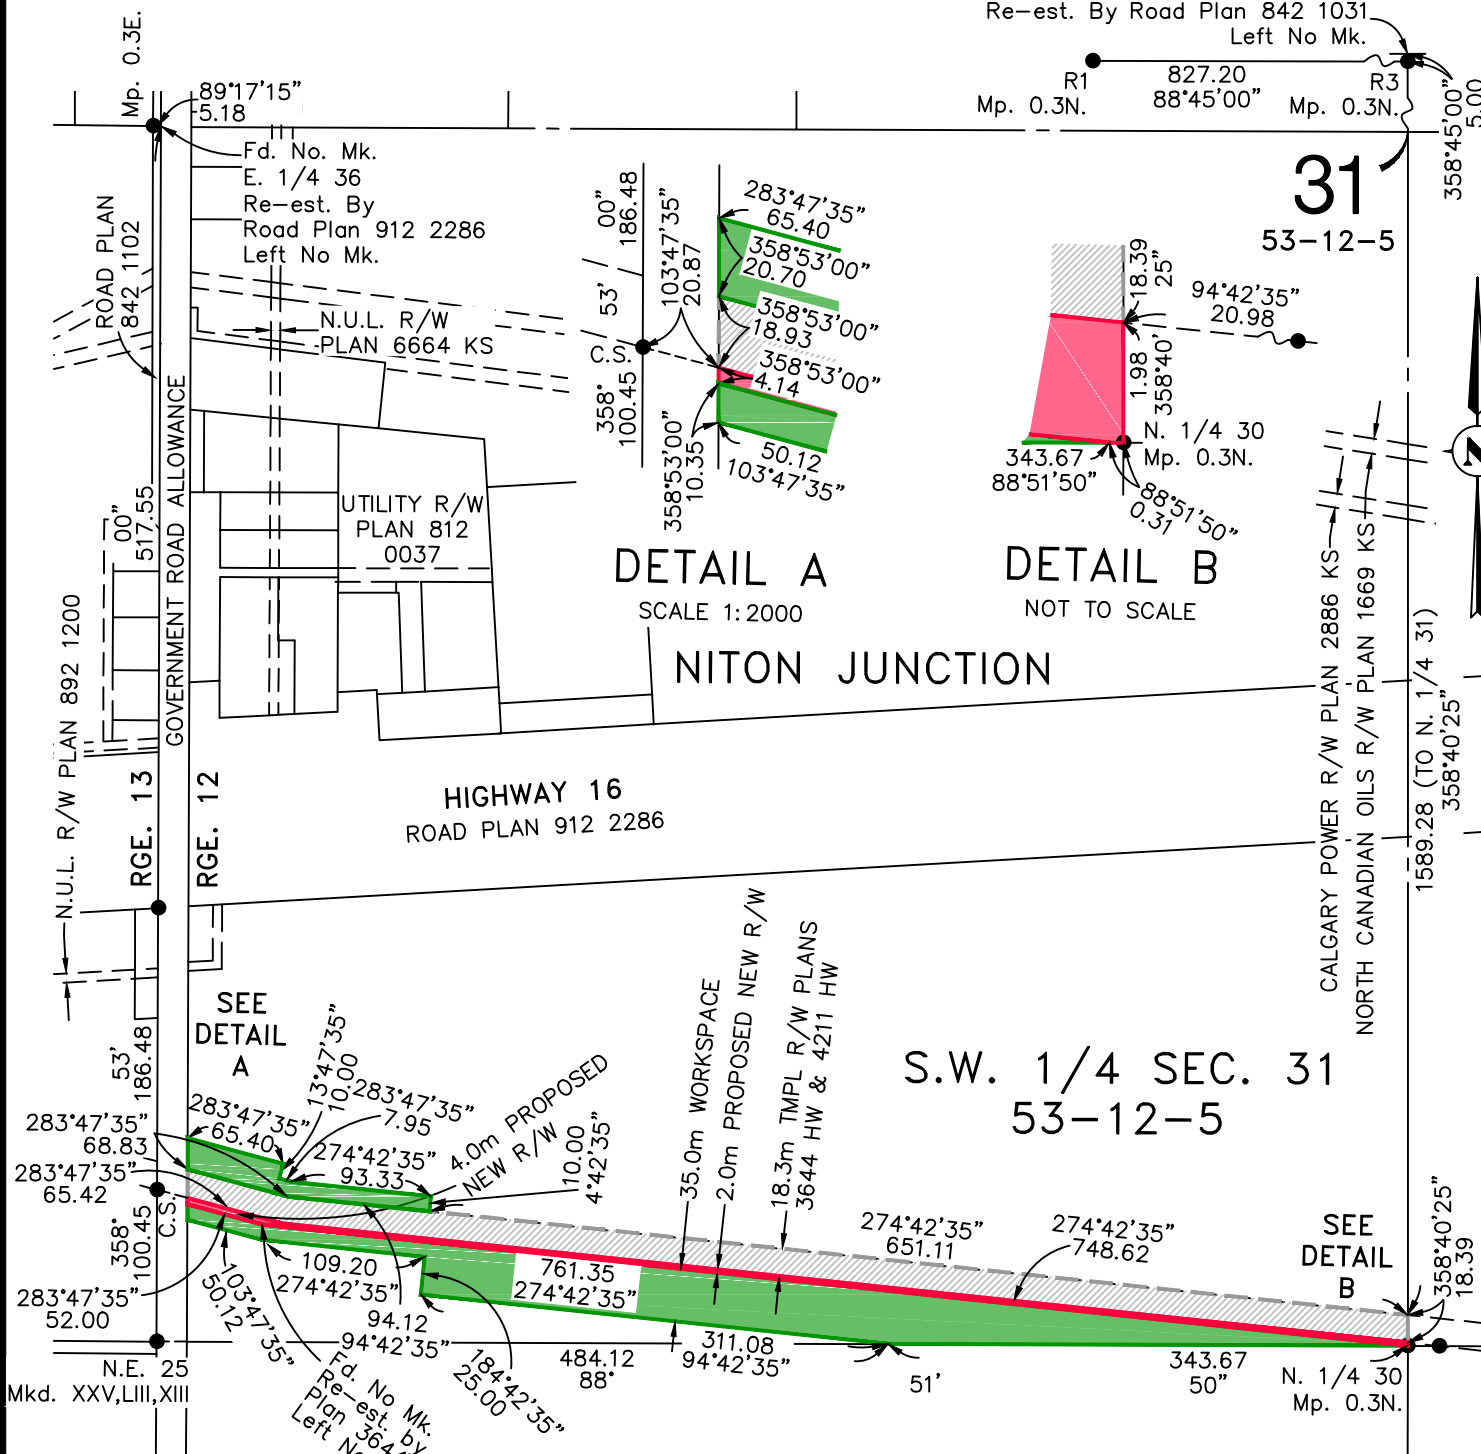 Re-est. By Road Plan 842 1031
Left No Mk.
R1
Mp. 0.3N.
827.20
88°45'00"
R3
Mp. 0.3N.
358°45'00"
5.00
Mp. 0.3E.
89°17'15"
5.18
Fd. No. Mk.
E. 1/4 36
Re-est. By
Road Plan 912 2286
Left No Mk.
ROAD PLAN
842 1102
31
53-12-5
00"
186.48
53'
103°47'35"
20.87
283°47'35"
65.40
358°53'00"
20.70
358°53'00"
18.93
358°53'00"
4.14
C.S.
358°
100.45
358°53'00"
10.35
50.12
103°47'35"
DETAIL A
SCALE 1:2000
18.39
25"
94°42'35"
20.98
1.98
358°40'
N. 1/4 30
Mp. 0.3N.
343.67
88°51'50"
88°51'50"
0.31
DETAIL B
NOT TO SCALE
N.U.L. R/W
PLAN 6664 KS
GOVERNMENT ROAD ALLOWANCE
00"
517.55
UTILITY R/W
PLAN 812
0037
N.U.L. R/W PLAN 892 1200
NITON JUNCTION
CALGARY POWER R/W PLAN 2886 KS
NORTH CANADIAN OILS R/W PLAN 1669 KS
1589.28 (TO N. 1/4 31)
358°40'25"
N
RGE. 13
RGE. 12
HIGHWAY 16
ROAD PLAN 912 2286
SEE
DETAIL
A
53'
186.48
283°47'35"
68.83
283°47'35"
65.42
C.S.
358°
100.45
283°47'35"
52.00
283°47'35"
65.40
13°47'35"
10.00
283°47'35"
7.95
274°42'35"
93.33
4.0m PROPOSED
NEW R/W
10.00
4°42'35"
35.0m WORKSPACE
2.0m PROPOSED NEW R/W
18.3m TMPL R/W PLANS
3644 HW & 4211 HW
S.W. 1/4 SEC. 31
53-12-5
274°42'35"
651.11
274°42'35"
748.62
SEE
DETAIL
B
358°40'25"
18.39
109.20
274°42'35"
761.35
274°42'35"
103°47'35"
50.12
94.12
94°42'35"
184°42'35"
25.00
311.08
94°42'35"
484.12
88°
51'
343.67
50"
N. 1/4 30
Mp. 0.3N.
N.E. 25
Mkd. XXV,LIII,XIII
Fd. No Mk.
Re-est. by
Plan 364
Left No